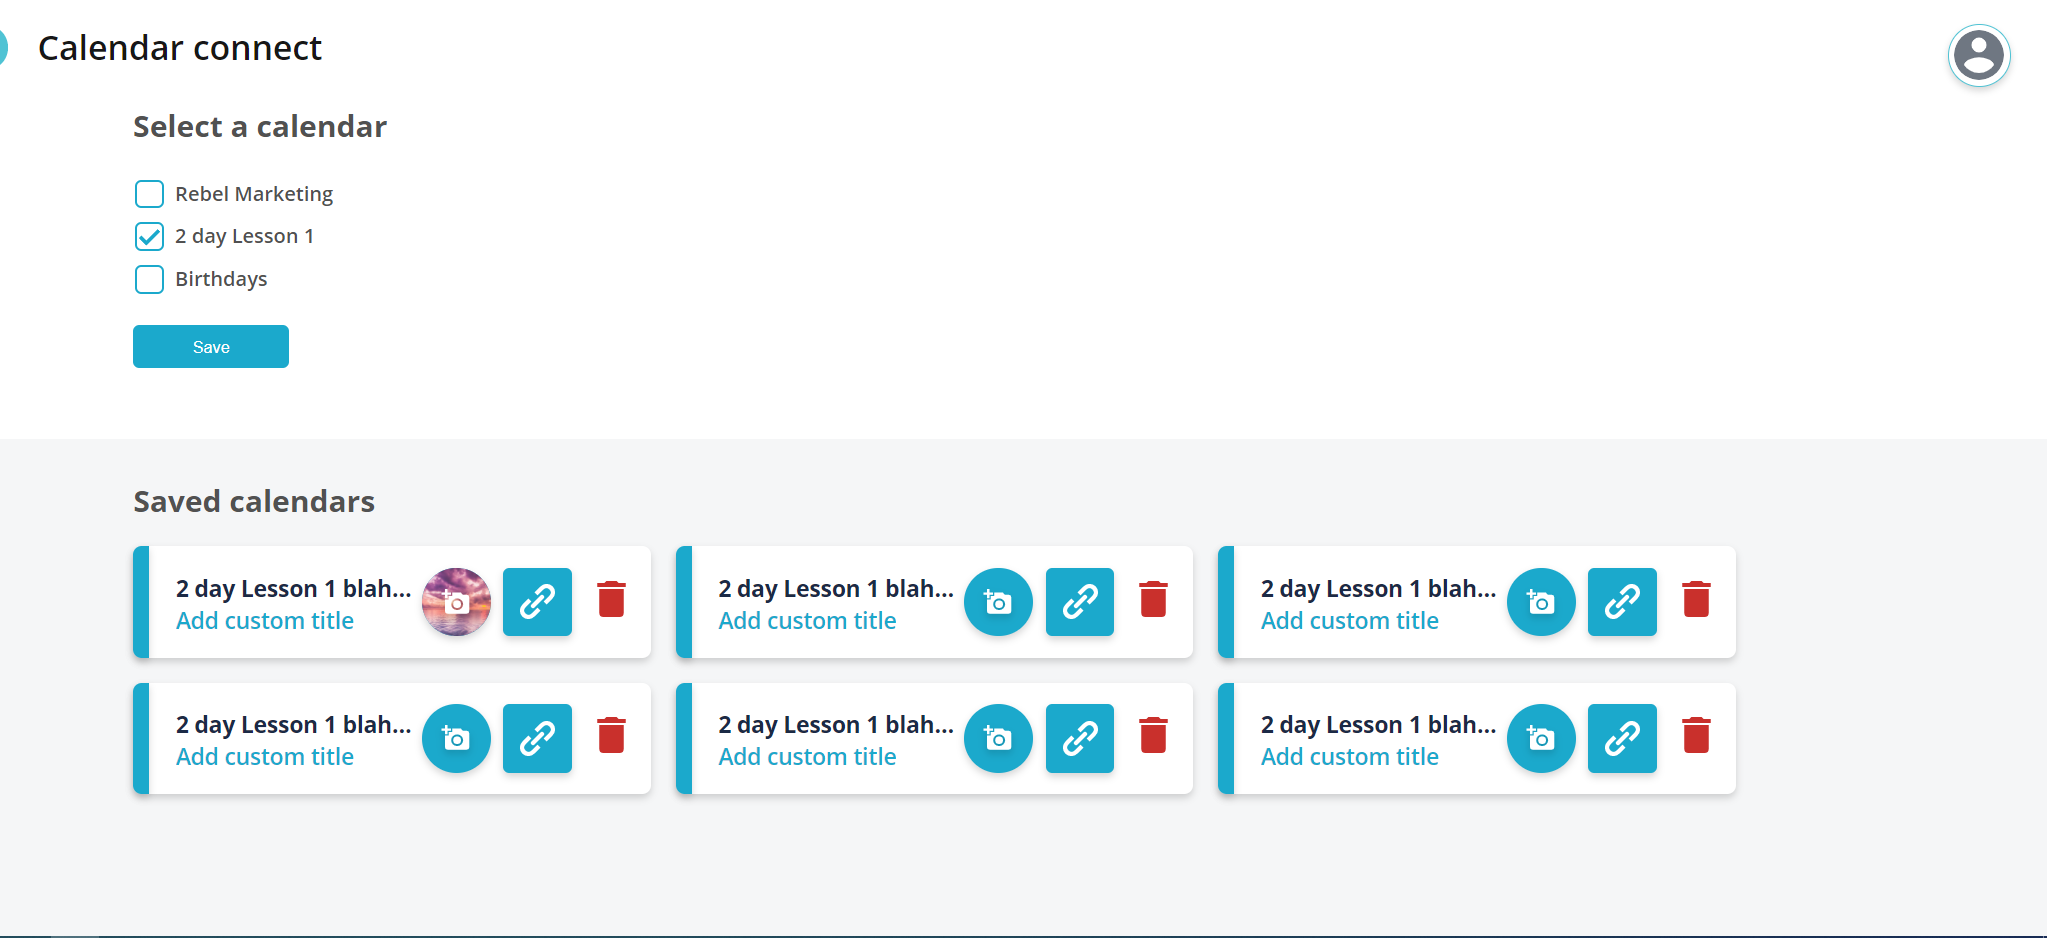 Calendar connect
Select a calendar
Rebel Marketing
2 day Lesson 1
Birthdays
Save
Saved calendars
2 day Lesson 1 blah...
Add custom title
2 day Lesson 1 blah...
Add custom title
2 day Lesson 1 blah...
Add custom title
2 day Lesson 1 blah...
Add custom title
2 day Lesson 1 blah...
Add custom title
2 day Lesson 1 blah...
Add custom title